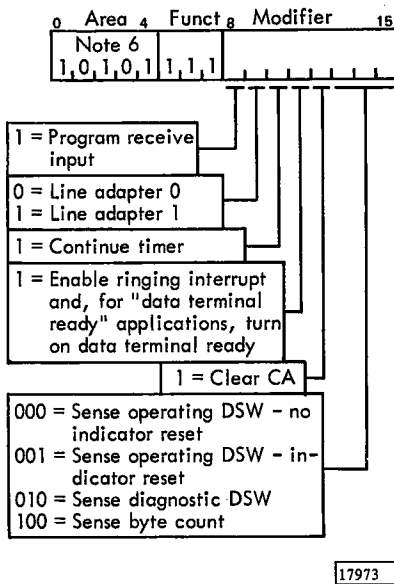 0 Area 4 Funct 8 Modifier 15
Note 6
1 0 1 0 1 1 1 1
1 = Program receive
input
0 = Line adapter 0
1 = Line adapter 1
1 = Continue timer
1 = Enable ringing interrupt
and, for "data terminal
ready" applications, turn
on data terminal ready
1 = Clear CA
000 = Sense operating DSW - no
indicator reset
001 = Sense operating DSW - in-
dicator reset
010 = Sense diagnostic DSW
100 = Sense byte count
17973